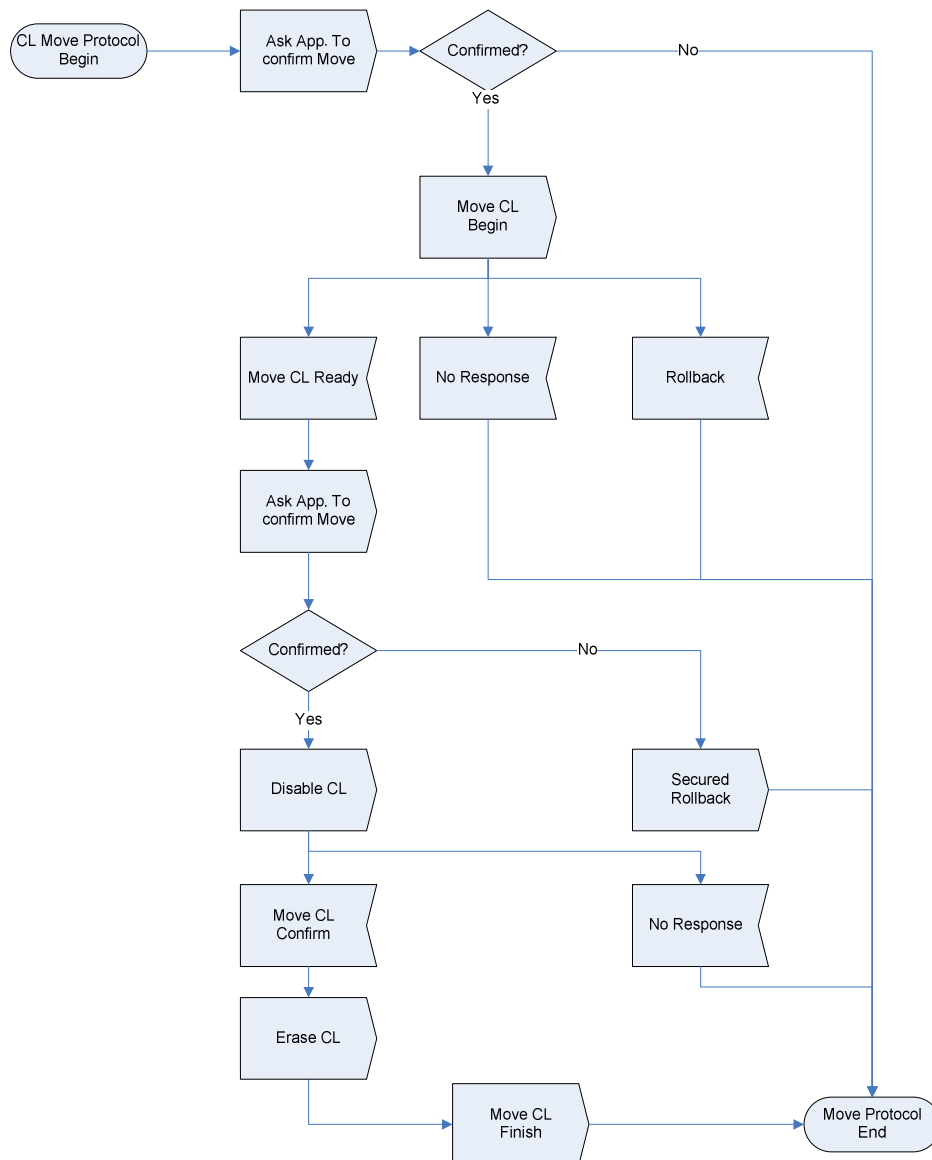 CL Move Protocol
Begin
Ask App. To
confirm Move
Confirmed?
No
Yes
Move CL
Begin
Move CL Ready
No Response
Rollback
Ask App. To
confirm Move
Confirmed?
No
Yes
Disable CL
Secured
Rollback
Move CL
Confirm
No Response
Erase CL
Move CL
Finish
Move Protocol
End